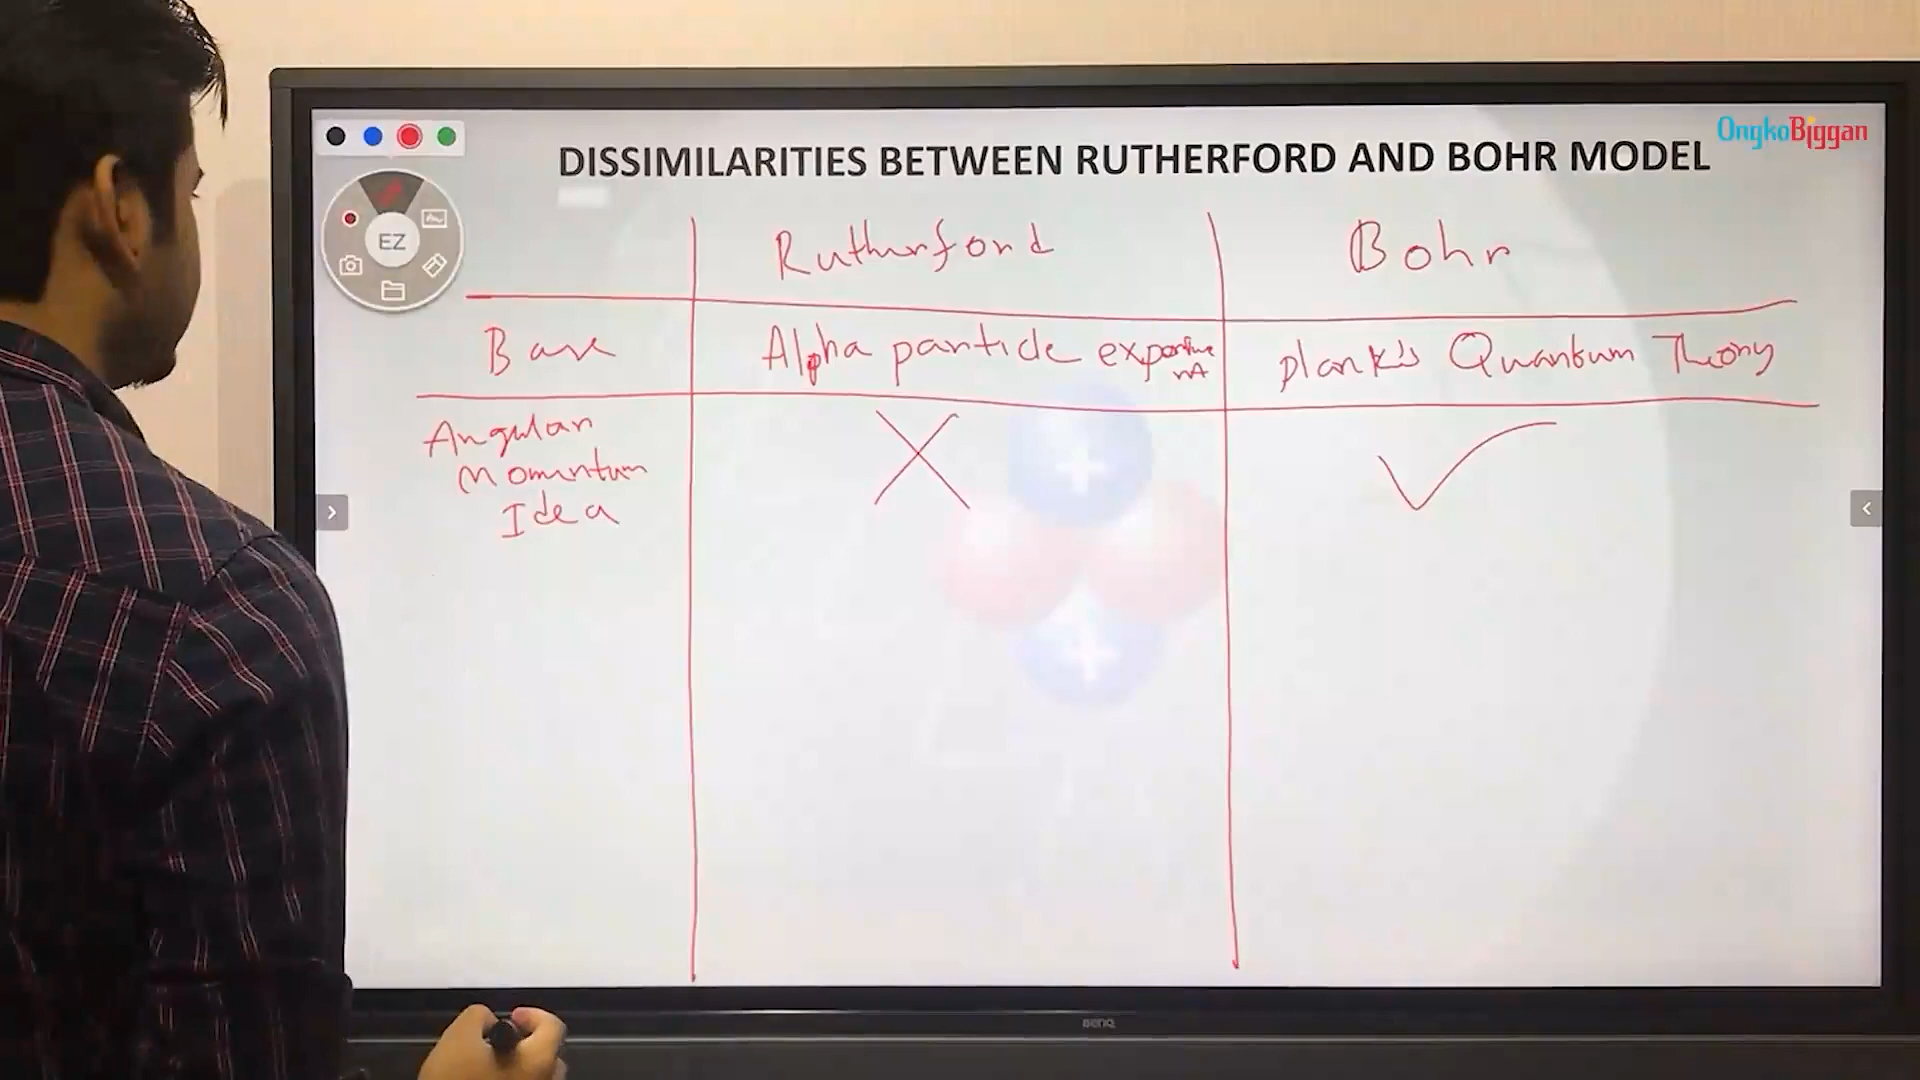 OngkoBiggan
DISSIMILARITIES BETWEEN RUTHERFORD AND BOHR MODEL
EZ
Rutherford
Bohr
Base
Alpha particle
Plank's Quantum Theory
Angular
Momentum
Idea
BenQ